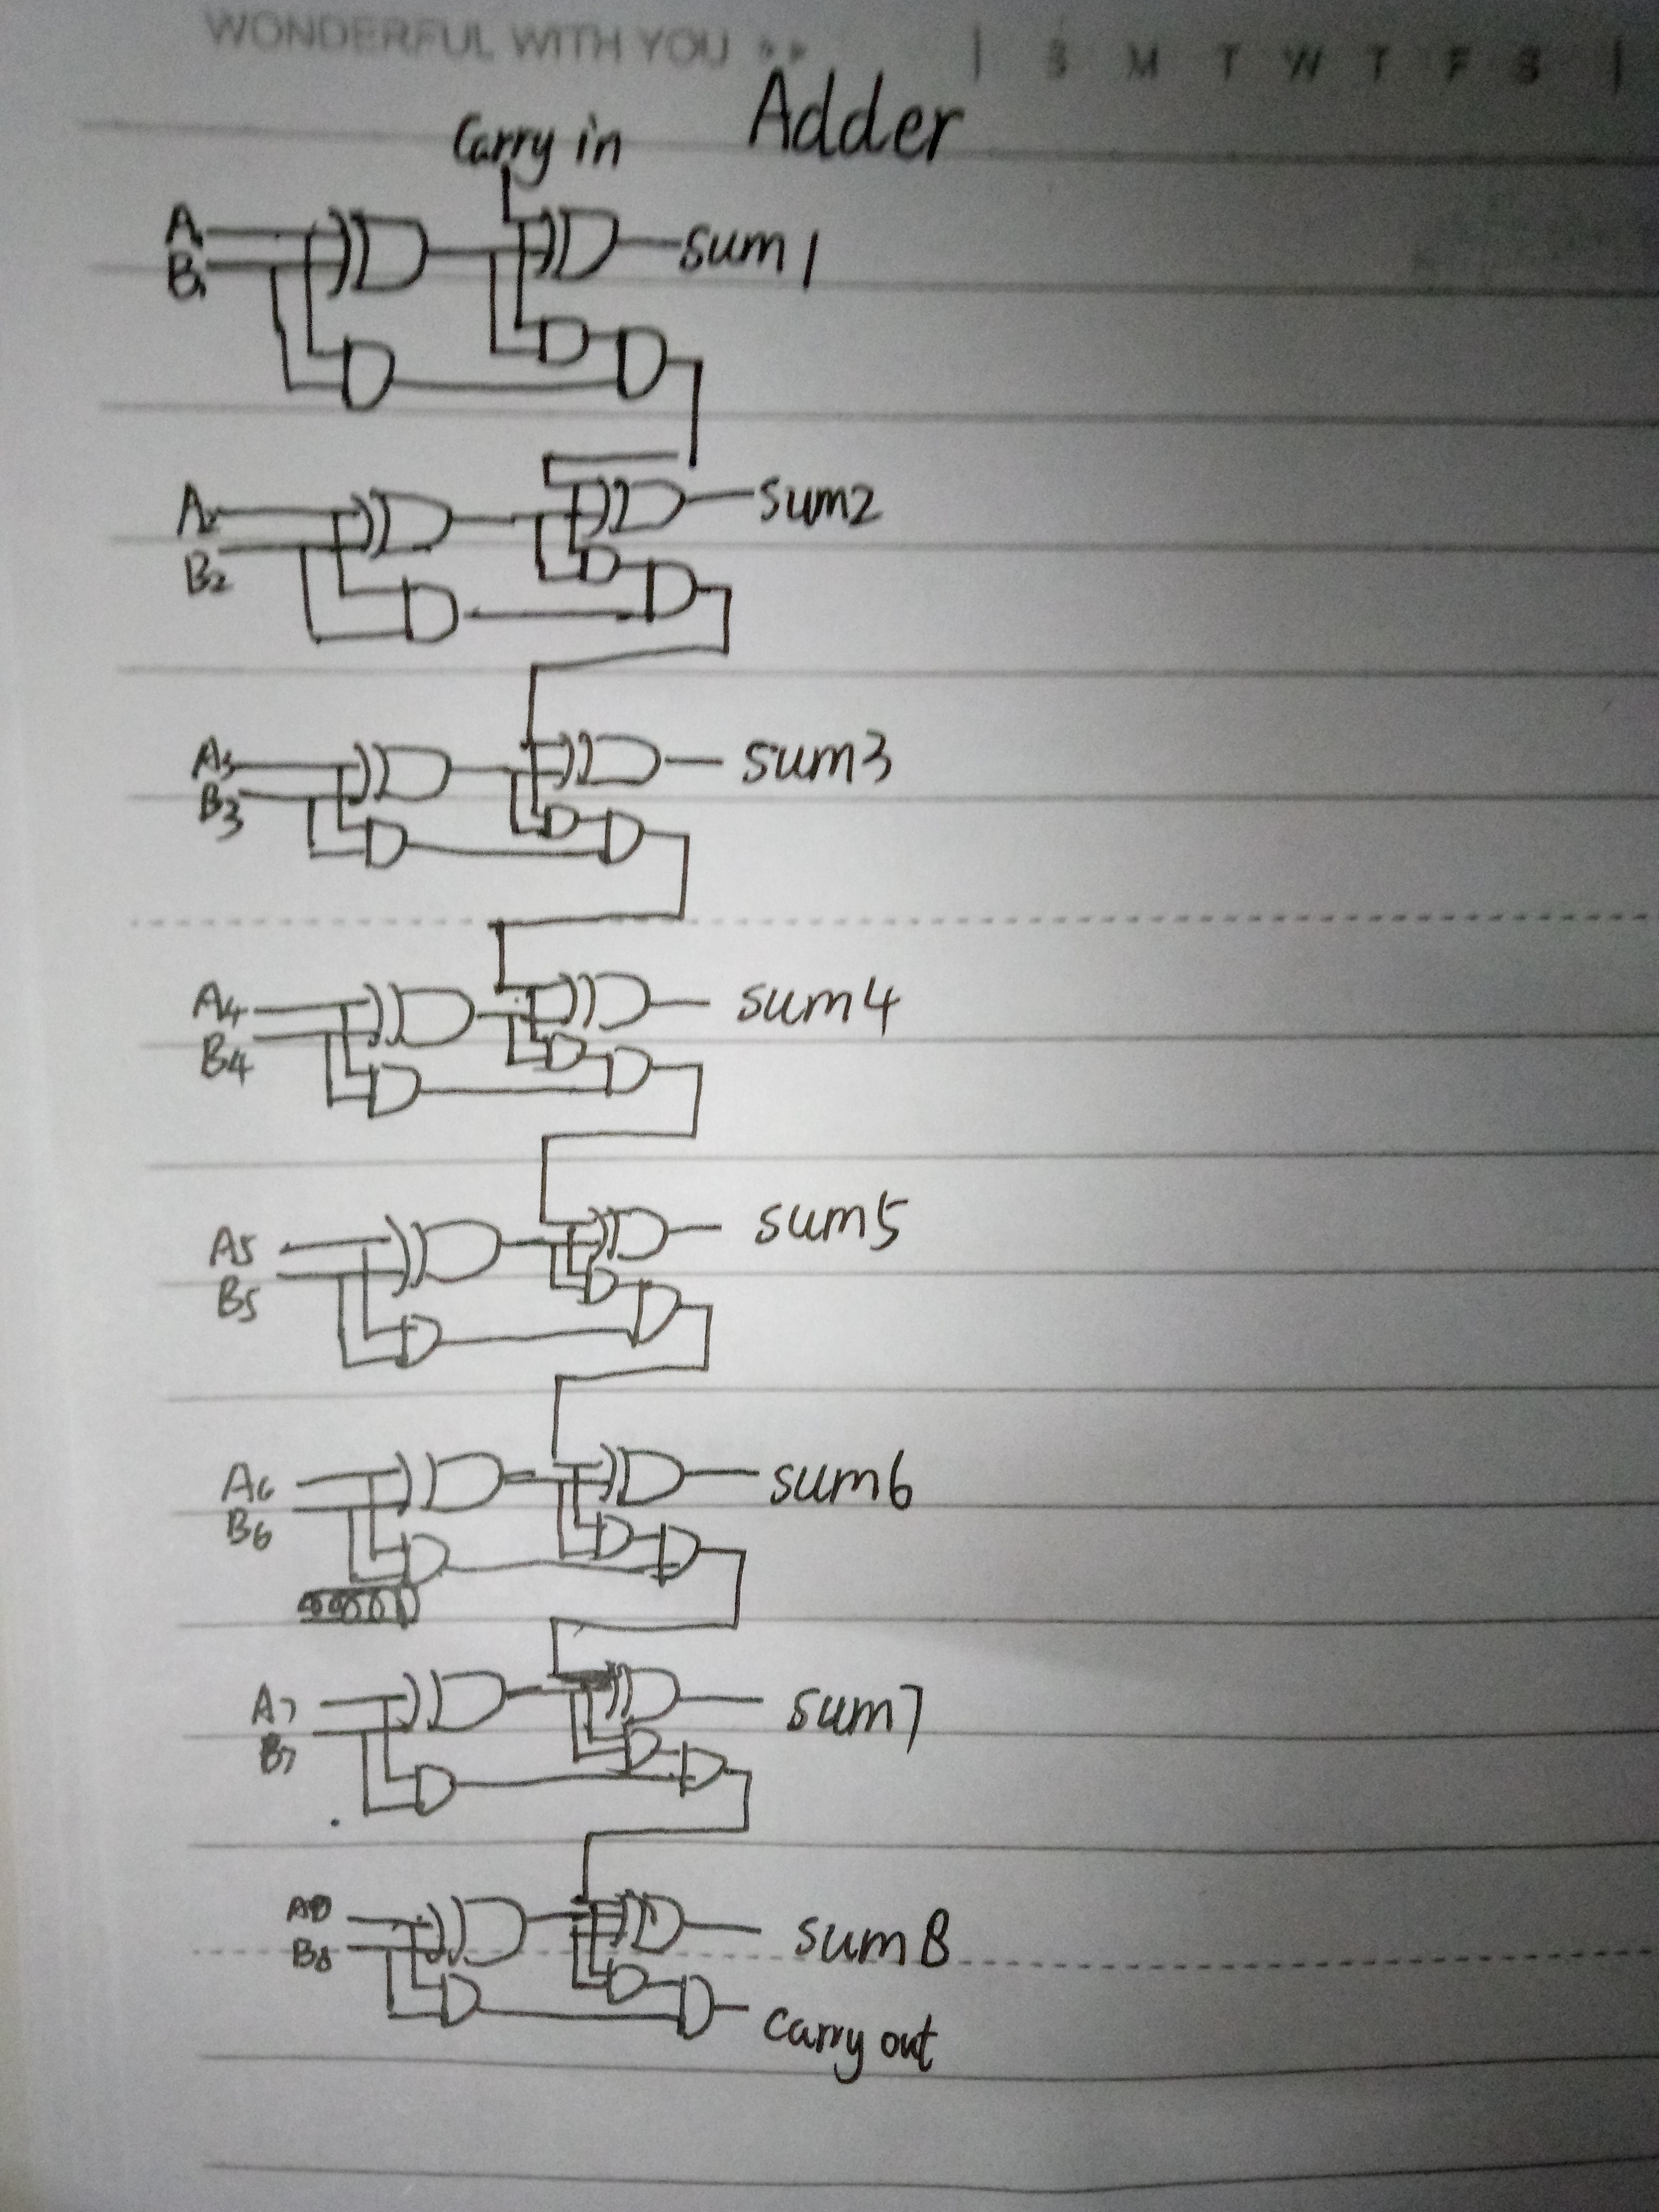 WONDERFUL WITH YOU >> | S M T W T F S |
Adder
Carry in
A1
B1
sum 1
A2
B2
sum2
A3
B3
sum3
A4
B4
sum4
A5
B5
sum5
A6
B6
sum6
A7
B7
sum7
A8
B8
sum8
carry out